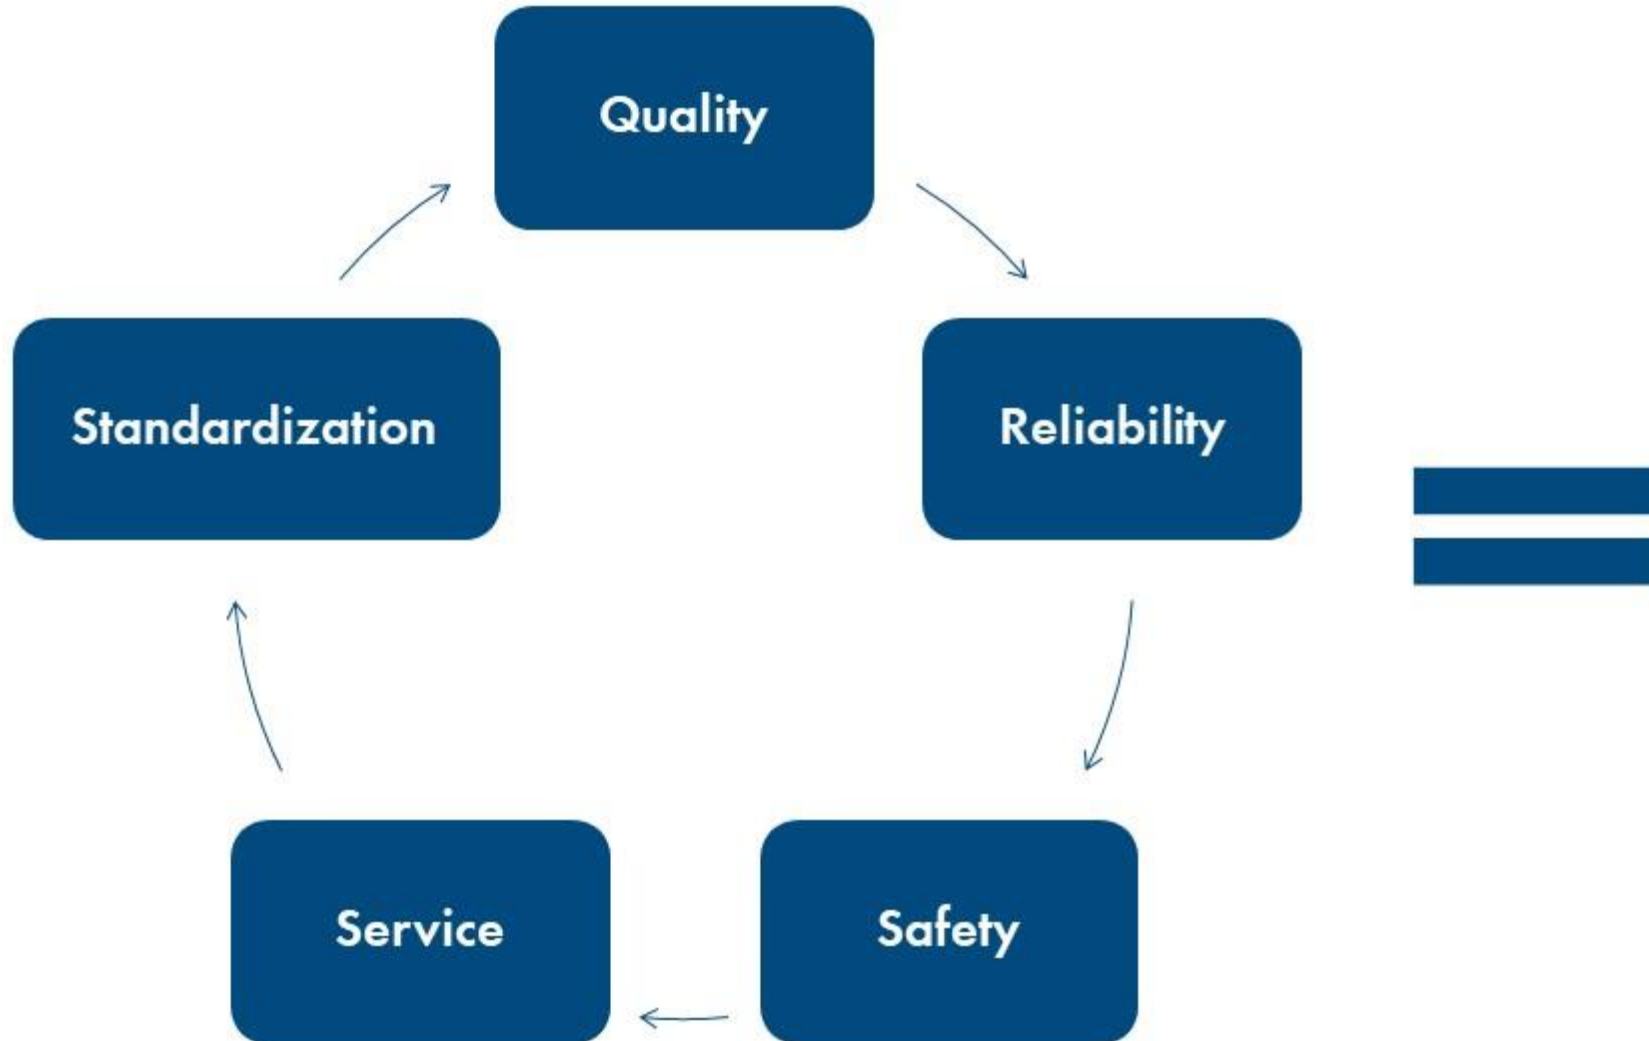 Quality
Standardization
Reliability
Service
Safety